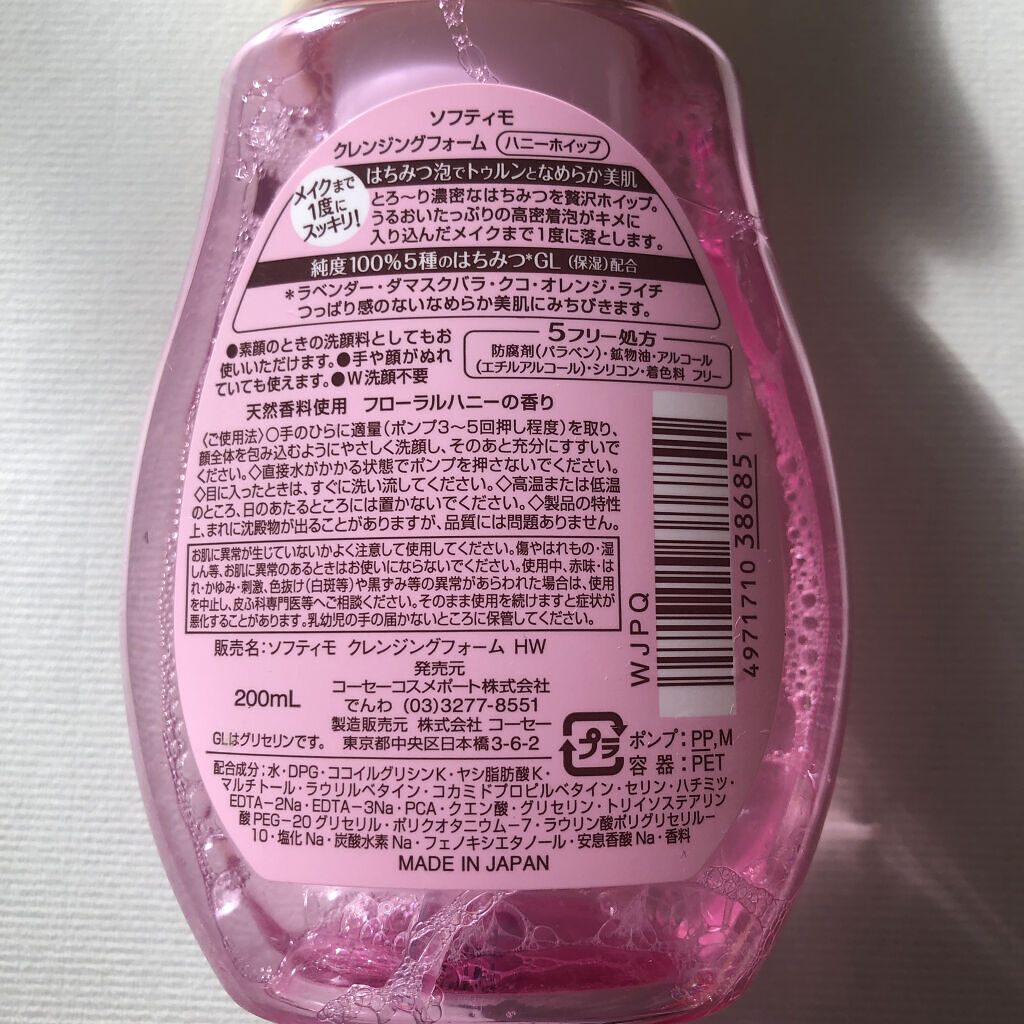 ソフティモ
クレンジングフォーム ハニーホイップ
メイクまで
1度に
スッキリ!
はちみつ泡でトゥルンとなめらか美肌
とろ～り濃密なはちみつを贅沢ホイップ。
うるおいたっぷりの高密着泡がキメに
入り込んだメイクまで1度に落とします。
純度100%5種のはちみつ*GL (保湿)配合
*ラベンダー・ダマスクバラ・クコ・オレンジ・ライチ
つっぱり感のないなめらか美肌にみちびきます。
●素顔のときの洗顔料としてもお
使いいただけます。●手や顔がぬれ
ていても使えます。●W洗顔不要
5フリー処方
防腐剤(パラベン)・鉱物油・アルコール
(エチルアルコール)・シリコン・着色料 フリー
天然香料使用 フローラルハニーの香り
〈ご使用法〉○手のひらに適量(ポンプ3～5回押し程度)を取り、
顔全体を包み込むようにやさしく洗顔し、そのあと充分にすすいで
ください。◇直接水がかかる状態でポンプを押さないでください。
◇目に入ったときは、すぐに洗い流してください。◇高温または低温
のところ、日のあたるところには置かないでください。◇製品の特性
上、まれに沈殿物が出ることがありますが、品質には問題ありません。
お肌に異常が生じていないかよく注意して使用してください。傷やはれもの・湿
しん等、お肌に異常のあるときはお使いにならないでください。使用中、赤味・は
れ・かゆみ・刺激、色抜け(白斑等)や黒ずみ等の異常があらわれた場合は、使用
を中止し、皮ふ科専門医等へご相談ください。そのまま使用を続けますと症状が
悪化することがあります。乳幼児の手の届かないところに保管してください。
WJPQ
4971710 386851
販売名:ソフティモ クレンジングフォーム HW
発売元
200mL
コーセーコスメポート株式会社
でんわ (03)3277-8551
製造販売元 株式会社 コーセー
GLはグリセリンです。 東京都中央区日本橋3-6-2
プラ
ポンプ:PP,M
容 器:PET
配合成分:水・DPG・ココイルグリシンK・ヤシ脂肪酸K・
マルチトール・ラウリルベタイン・コカミドプロピルベタイン・セリン・ハチミツ・
EDTA-2Na・EDTA-3Na・PCA・クエン酸・グリセリン・トリイソステアリン
酸PEG-20グリセリル・ポリクオタニウム-7・ラウリン酸ポリグリセリル-
10・塩化Na・炭酸水素Na・フェノキシエタノール・安息香酸Na・香料
MADE IN JAPAN